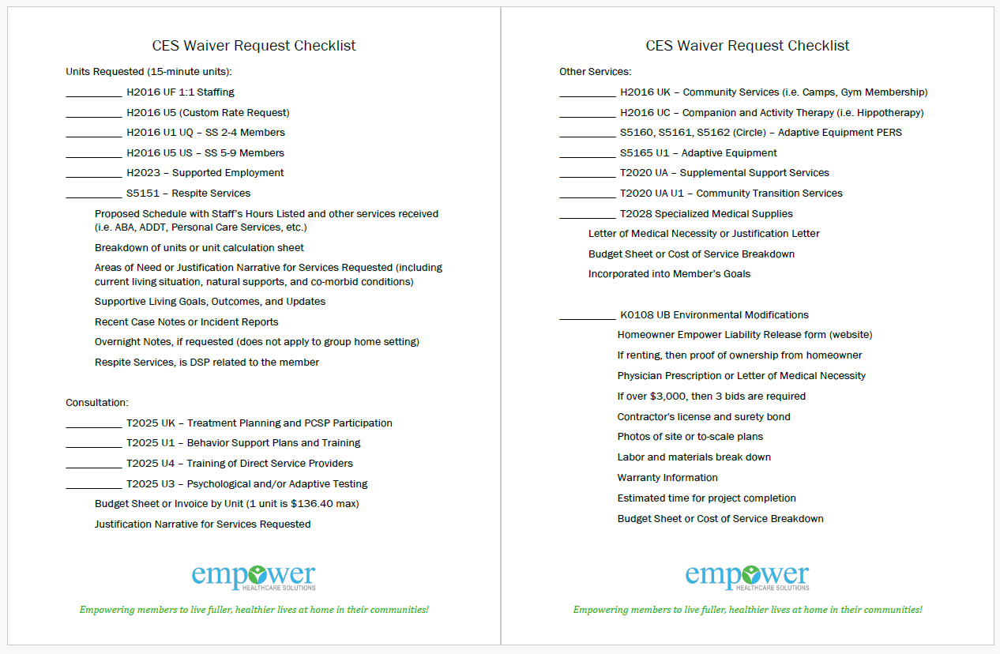 CES Waiver Request Checklist
Units Requested (15-minute units):
__________ H2016 UF 1:1 Staffing
__________ H2016 U5 (Custom Rate Request)
__________ H2016 U1 UQ – SS 2-4 Members
__________ H2016 U5 US – SS 5-9 Members
__________ H2023 – Supported Employment
__________ S5151 – Respite Services
Proposed Schedule with Staff's Hours Listed and other services received
(i.e. ABA, ADDT, Personal Care Services, etc.)
Breakdown of units or unit calculation sheet
Areas of Need or Justification Narrative for Services Requested (including
current living situation, natural supports, and co-morbid conditions)
Supportive Living Goals, Outcomes, and Updates
Recent Case Notes or Incident Reports
Overnight Notes, if requested (does not apply to group home setting)
Respite Services, is DSP related to the member
Consultation:
__________ T2025 UK – Treatment Planning and PCSP Participation
__________ T2025 U1 – Behavior Support Plans and Training
__________ T2025 U4 – Training of Direct Service Providers
__________ T2025 U3 – Psychological and/or Adaptive Testing
Budget Sheet or Invoice by Unit (1 unit is $136.40 max)
Justification Narrative for Services Requested
empower
HEALTHCARE SOLUTIONS
Empowering members to live fuller, healthier lives at home in their communities!
CES Waiver Request Checklist
Other Services:
__________ H2016 UK – Community Services (i.e. Camps, Gym Membership)
__________ H2016 UC – Companion and Activity Therapy (i.e. Hippotherapy)
__________ S5160, S5161, S5162 (Circle) – Adaptive Equipment PERS
__________ S5165 U1 – Adaptive Equipment
__________ T2020 UA – Supplemental Support Services
__________ T2020 UA U1 – Community Transition Services
__________ T2028 Specialized Medical Supplies
Letter of Medical Necessity or Justification Letter
Budget Sheet or Cost of Service Breakdown
Incorporated into Member's Goals
__________ K0108 UB Environmental Modifications
Homeowner Empower Liability Release form (website)
If renting, then proof of ownership from homeowner
Physician Prescription or Letter of Medical Necessity
If over $3,000, then 3 bids are required
Contractor's license and surety bond
Photos of site or to-scale plans
Labor and materials break down
Warranty Information
Estimated time for project completion
Budget Sheet or Cost of Service Breakdown
empower
HEALTHCARE SOLUTIONS
Empowering members to live fuller, healthier lives at home in their communities!